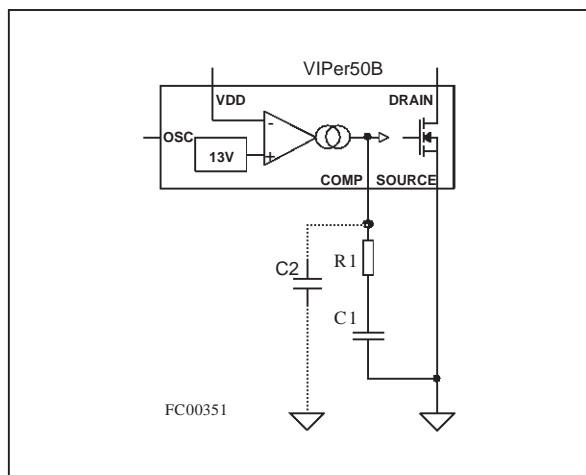 VIPer50B
VDD
DRAIN
OSC
-
13V
+
COMP SOURCE
C2
R1
C1
FC00351